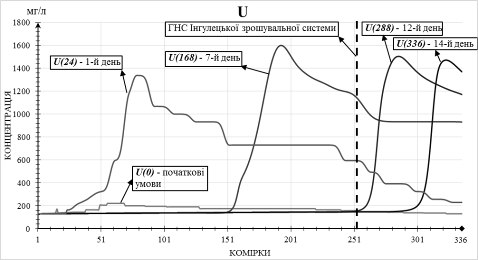 мг/л
U
ГНС Інгулецької зрошувальної системи
U(288) - 12-й день
U(336) - 14-й день
U(24) - 1-й день
U(168) - 7-й день
U(0) - початкові
умови
КОНЦЕНТРАЦІЯ
1800
1600
1400
1200
1000
800
600
400
200
0
1 51 101 151 201 251 301 336
КОМІРКИ